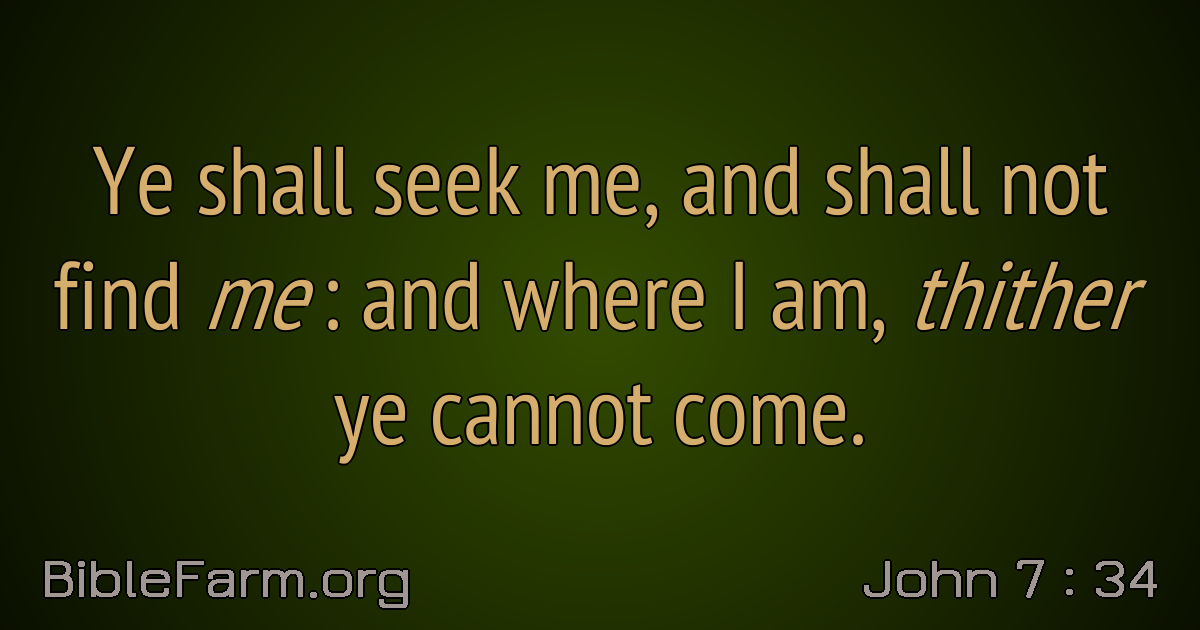 Ye shall seek me, and shall not
find me: and where I am, thither
ye cannot come.
BibleFarm.org
John 7 : 34